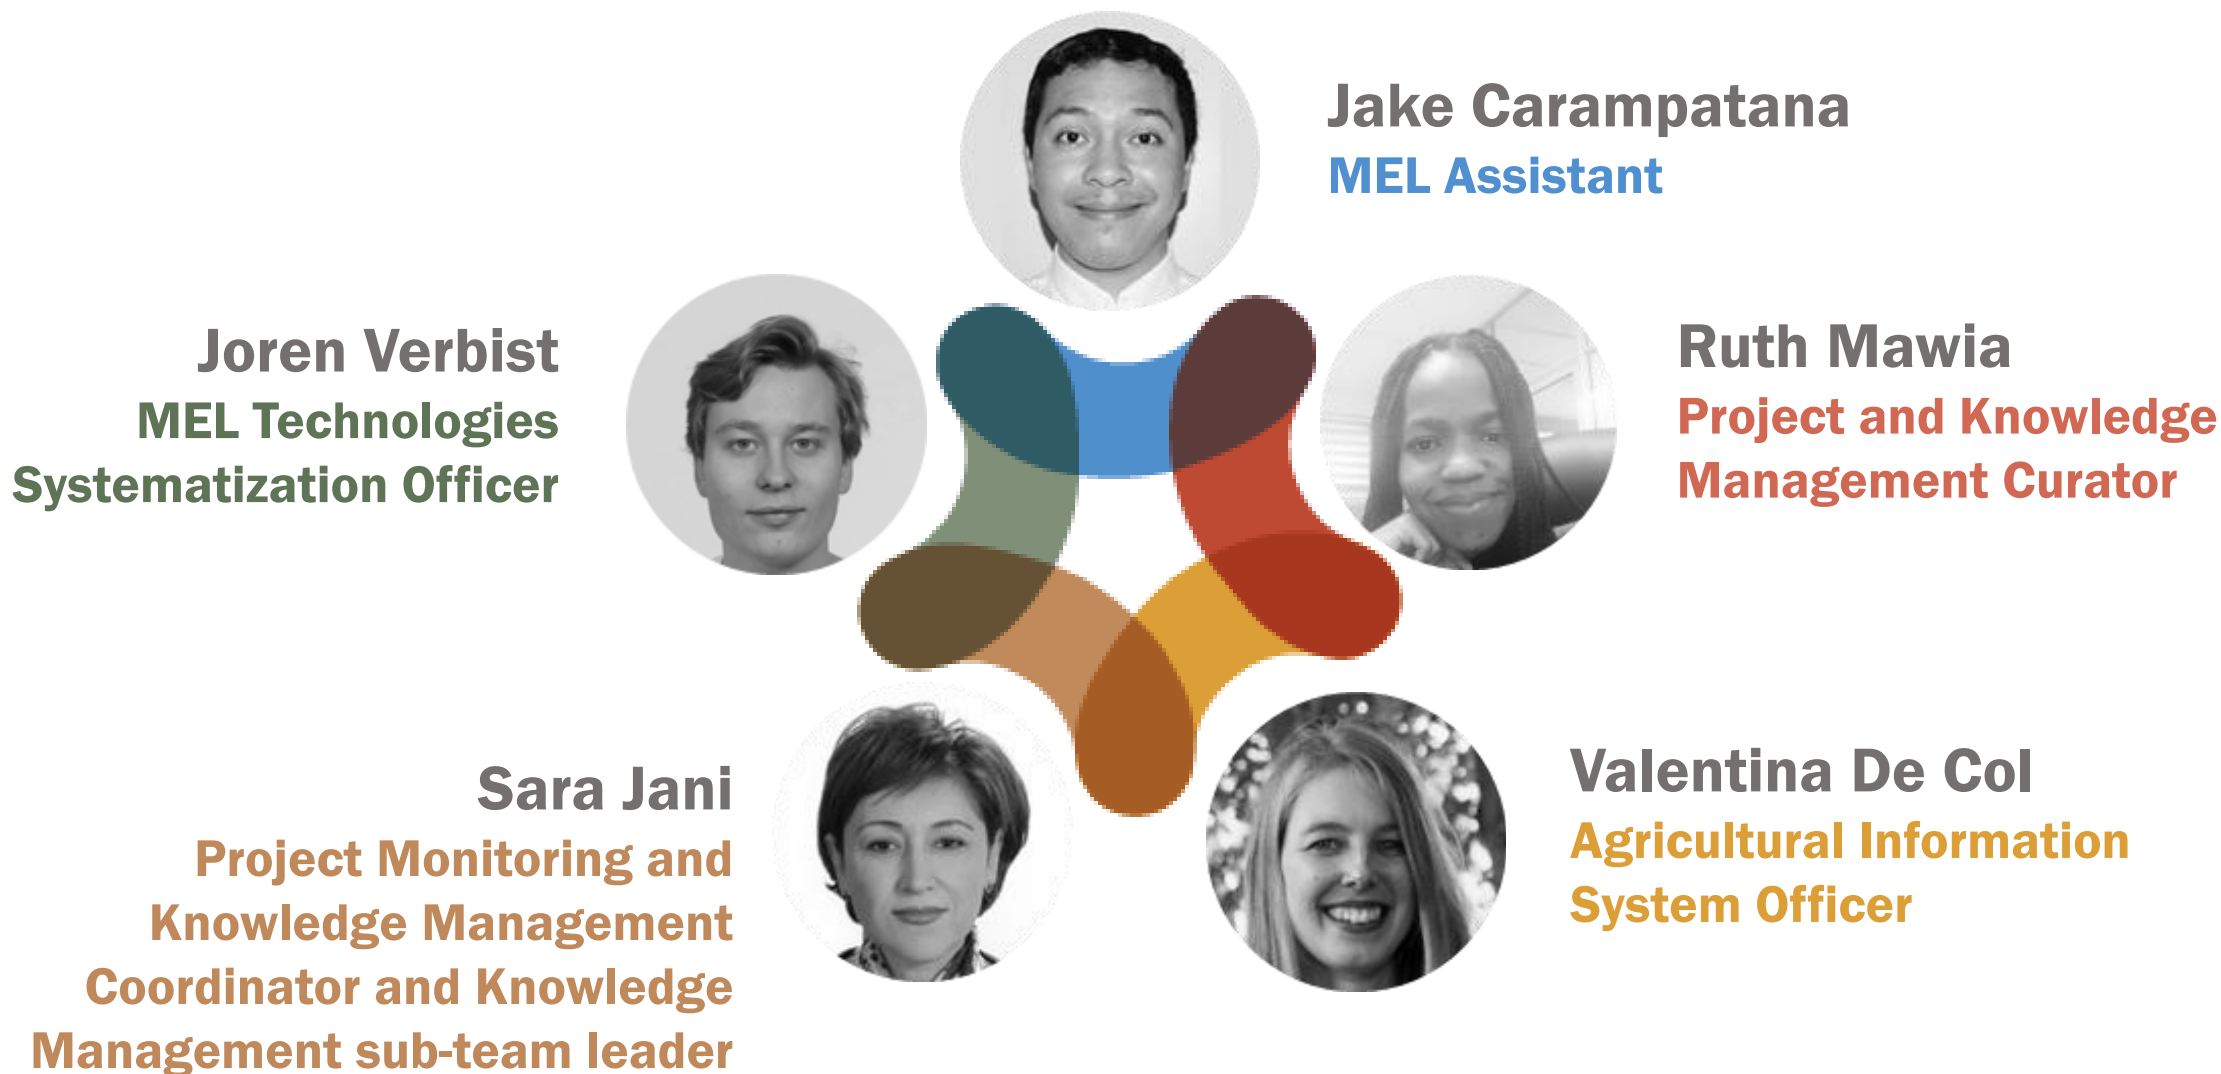 Jake Carampatana
MEL Assistant
Joren Verbist
MEL Technologies
Systematization Officer
Ruth Mawia
Project and Knowledge
Management Curator
Sara Jani
Project Monitoring and
Knowledge Management
Coordinator and Knowledge
Management sub-team leader
Valentina De Col
Agricultural Information
System Officer